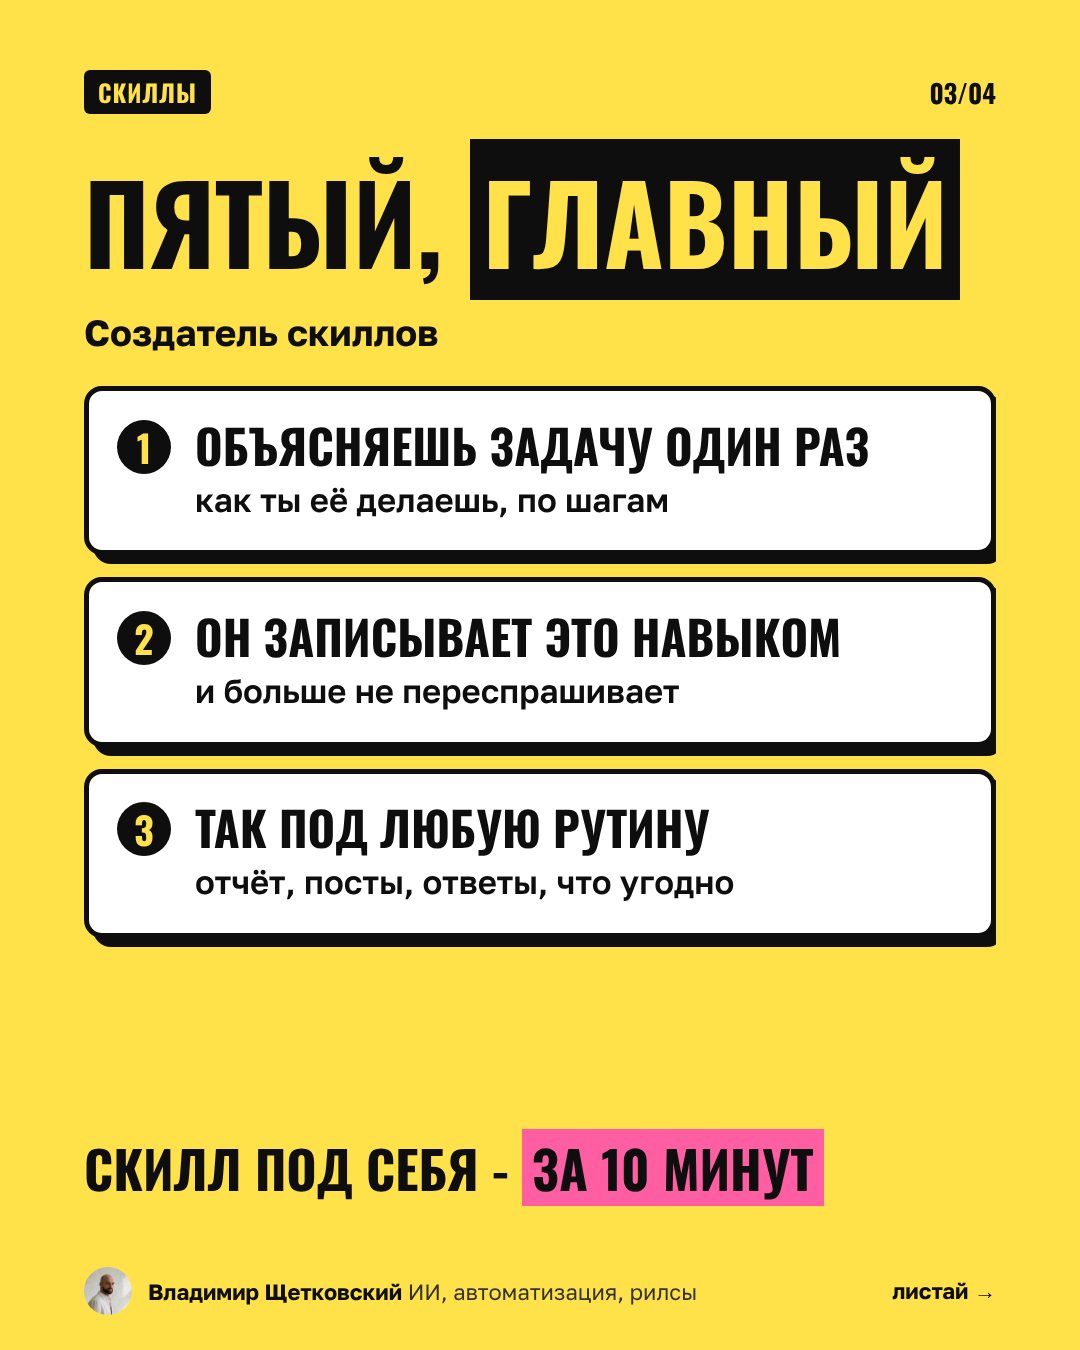 СКИЛЛЫ
03/04
ПЯТЫЙ, ГЛАВНЫЙ
Создатель скиллов
1 ОБЪЯСНЯЕШЬ ЗАДАЧУ ОДИН РАЗ
как ты её делаешь, по шагам
2 ОН ЗАПИСЫВАЕТ ЭТО НАВЫКОМ
и больше не переспрашивает
3 ТАК ПОД ЛЮБУЮ РУТИНУ
отчёт, посты, ответы, что угодно
СКИЛЛ ПОД СЕБЯ - ЗА 10 МИНУТ
Владимир Щетковский ИИ, автоматизация, рилсы
листай →